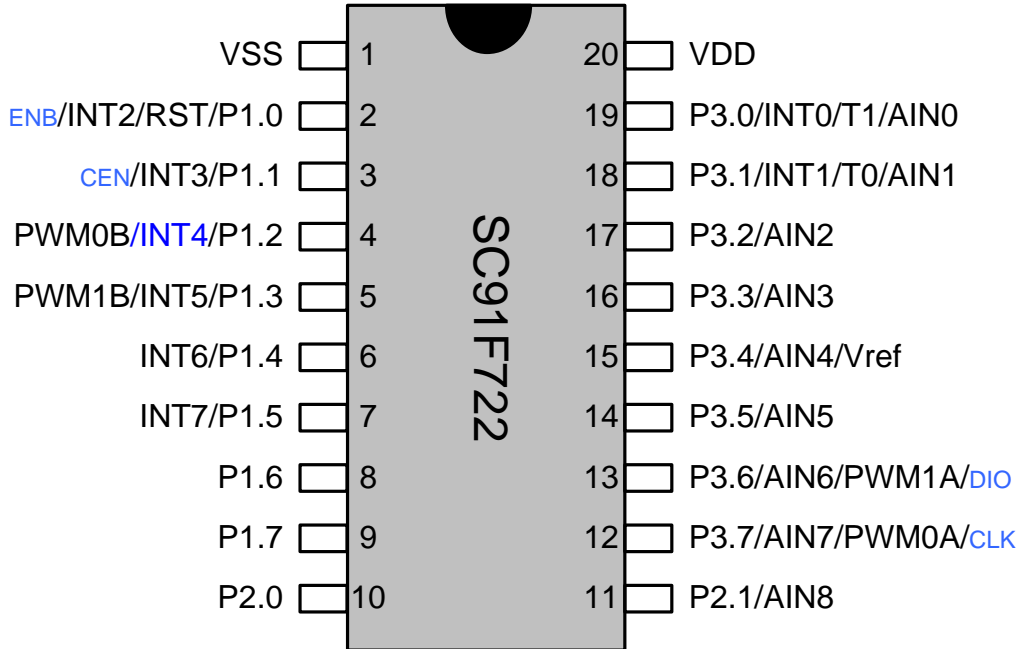 VSS 1 20 VDD
ENB/INT2/RST/P1.0 2 19 P3.0/INT0/T1/AIN0
CEN/INT3/P1.1 3 18 P3.1/INT1/T0/AIN1
PWM0B/INT4/P1.2 4 17 P3.2/AIN2
PWM1B/INT5/P1.3 5 16 P3.3/AIN3
INT6/P1.4 6 15 P3.4/AIN4/Vref
INT7/P1.5 7 14 P3.5/AIN5
P1.6 8 13 P3.6/AIN6/PWM1A/DIO
P1.7 9 12 P3.7/AIN7/PWM0A/CLK
P2.0 10 11 P2.1/AIN8
SC91F722